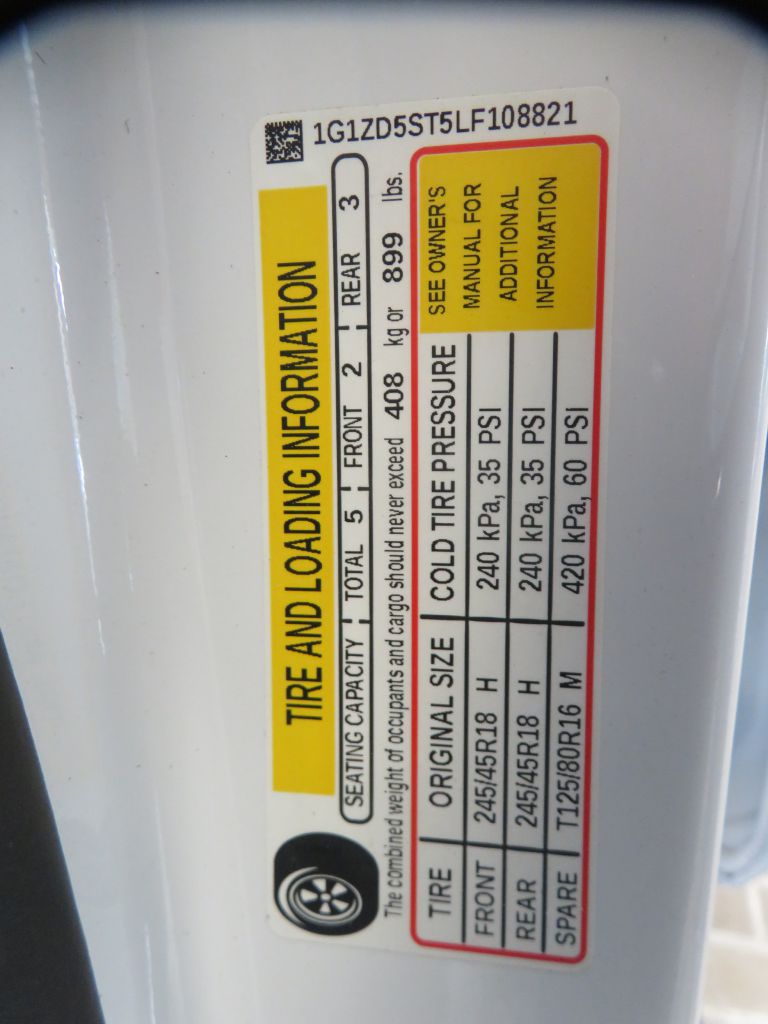 1G1ZD5ST5LF108821
TIRE AND LOADING INFORMATION
SEATING CAPACITY TOTAL 5 FRONT 2 REAR 3
The combined weight of occupants and cargo should never exceed 408 kg or 899 lbs.
TIRE ORIGINAL SIZE COLD TIRE PRESSURE
FRONT 245/45R18 H 240 kPa, 35 PSI
REAR 245/45R18 H 240 kPa, 35 PSI
SPARE T125/80R16 M 420 kPa, 60 PSI
SEE OWNER'S
MANUAL FOR
ADDITIONAL
INFORMATION